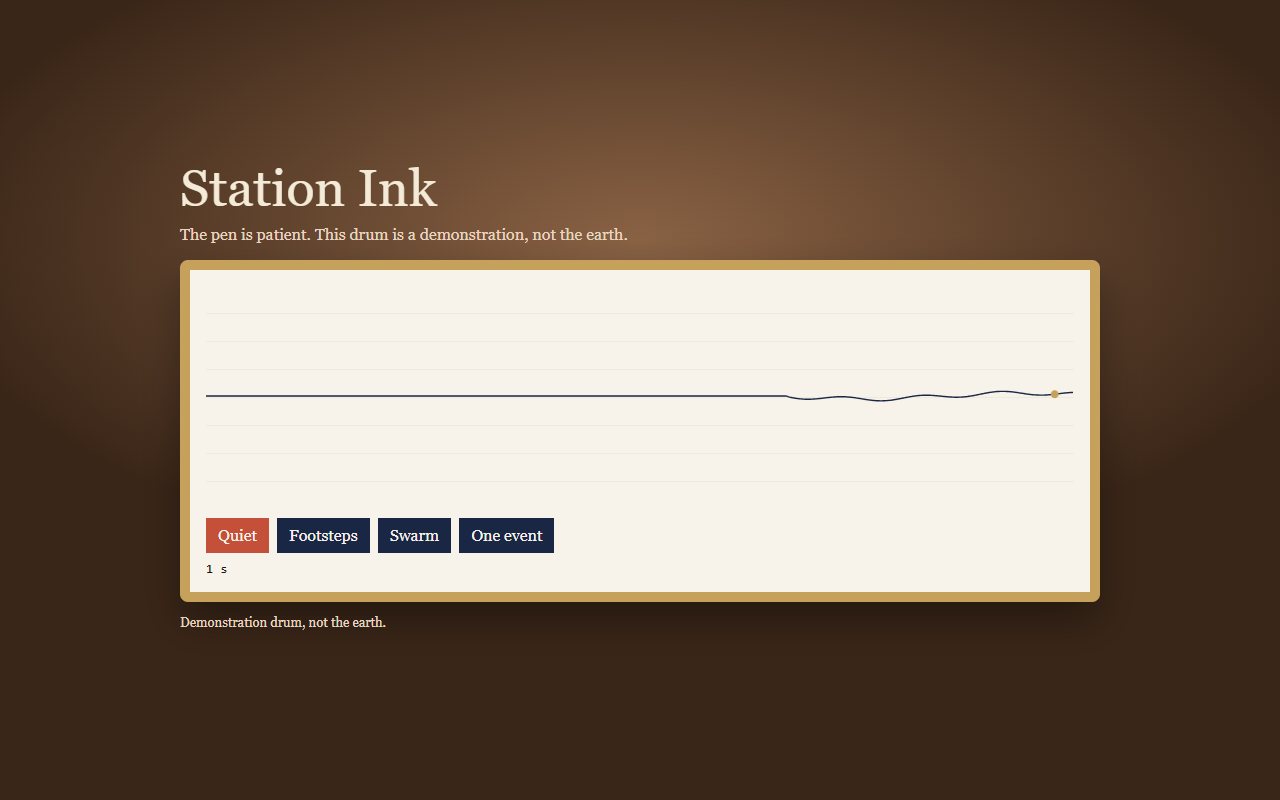 Station Ink
The pen is patient. This drum is a demonstration, not the earth.
Quiet Footsteps Swarm One event
1 s
Demonstration drum, not the earth.